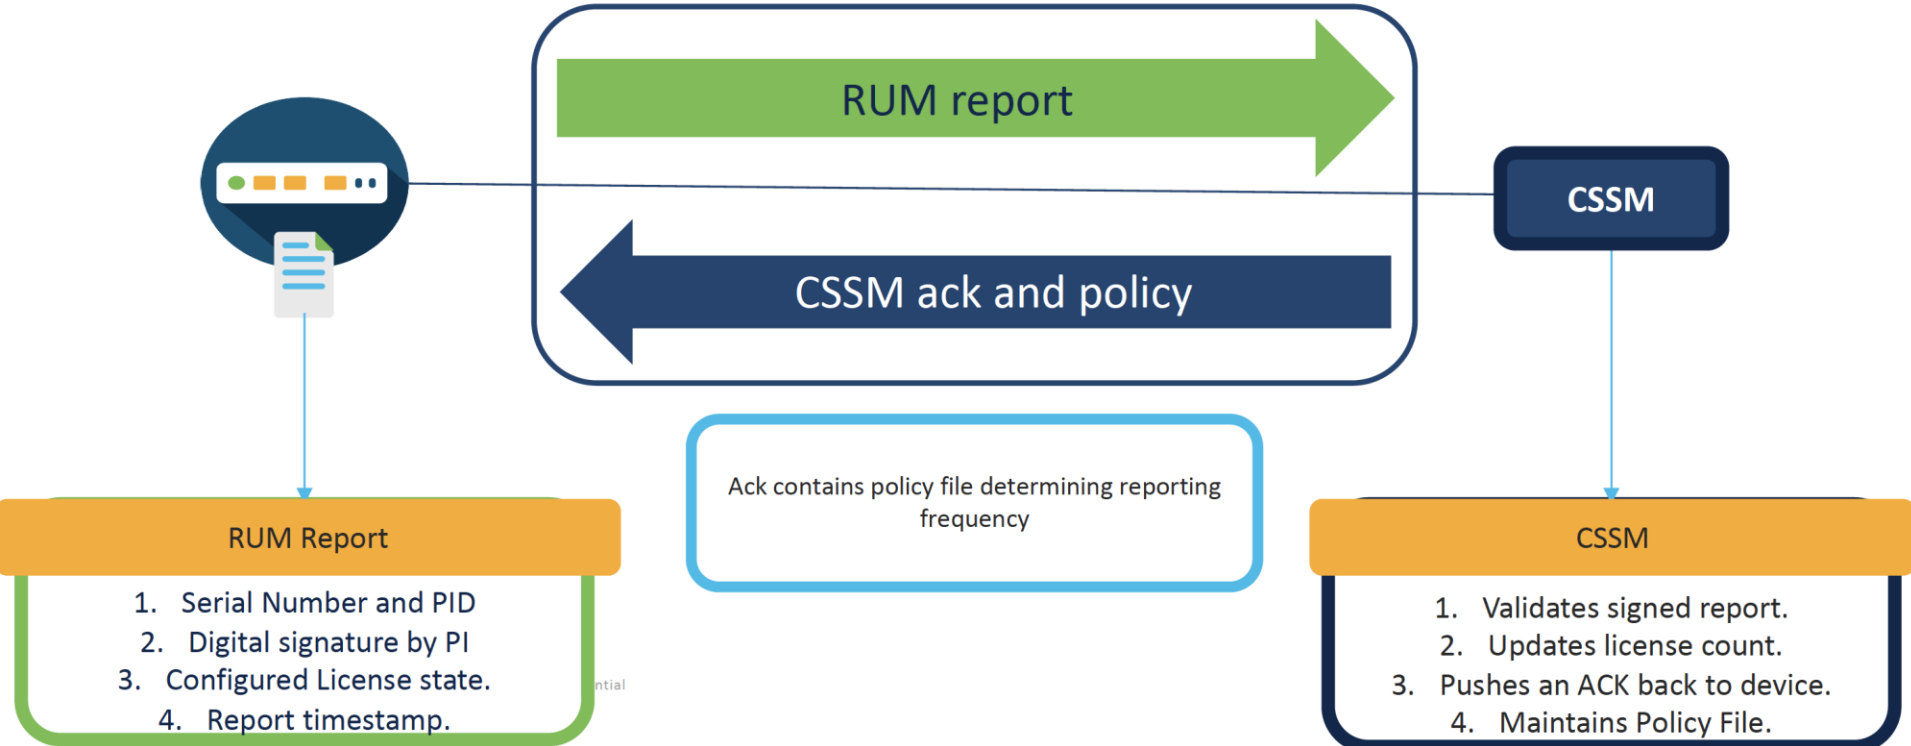 RUM report
CSSM
CSSM ack and policy
Ack contains policy file determining reporting
frequency
RUM Report
1. Serial Number and PID
2. Digital signature by PI
3. Configured License state.
4. Report timestamp.
ntial
CSSM
1. Validates signed report.
2. Updates license count.
3. Pushes an ACK back to device.
4. Maintains Policy File.